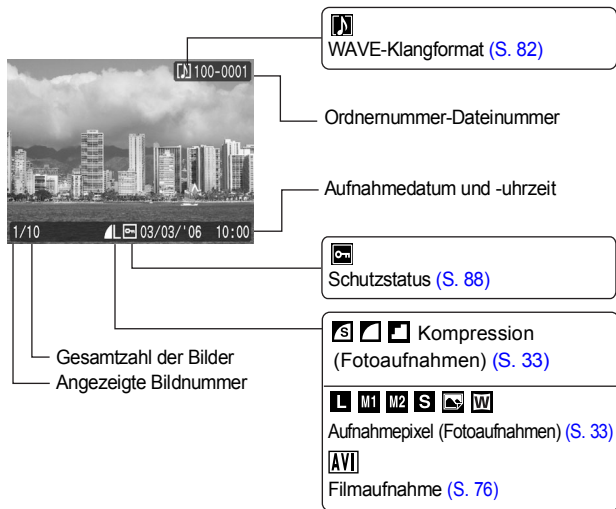 WAVE-Klangformat (S. 82)
100-0001
Ordnernummer-Dateinummer
Aufnahmedatum und -uhrzeit
1/10 L 03/03/'06 10:00
Schutzstatus (S. 88)
S Kompression
(Fotoaufnahmen) (S. 33)
Gesamtzahl der Bilder
Angezeigte Bildnummer
L M1 M2 S W
Aufnahmepixel (Fotoaufnahmen) (S. 33)
AVI
Filmaufnahme (S. 76)